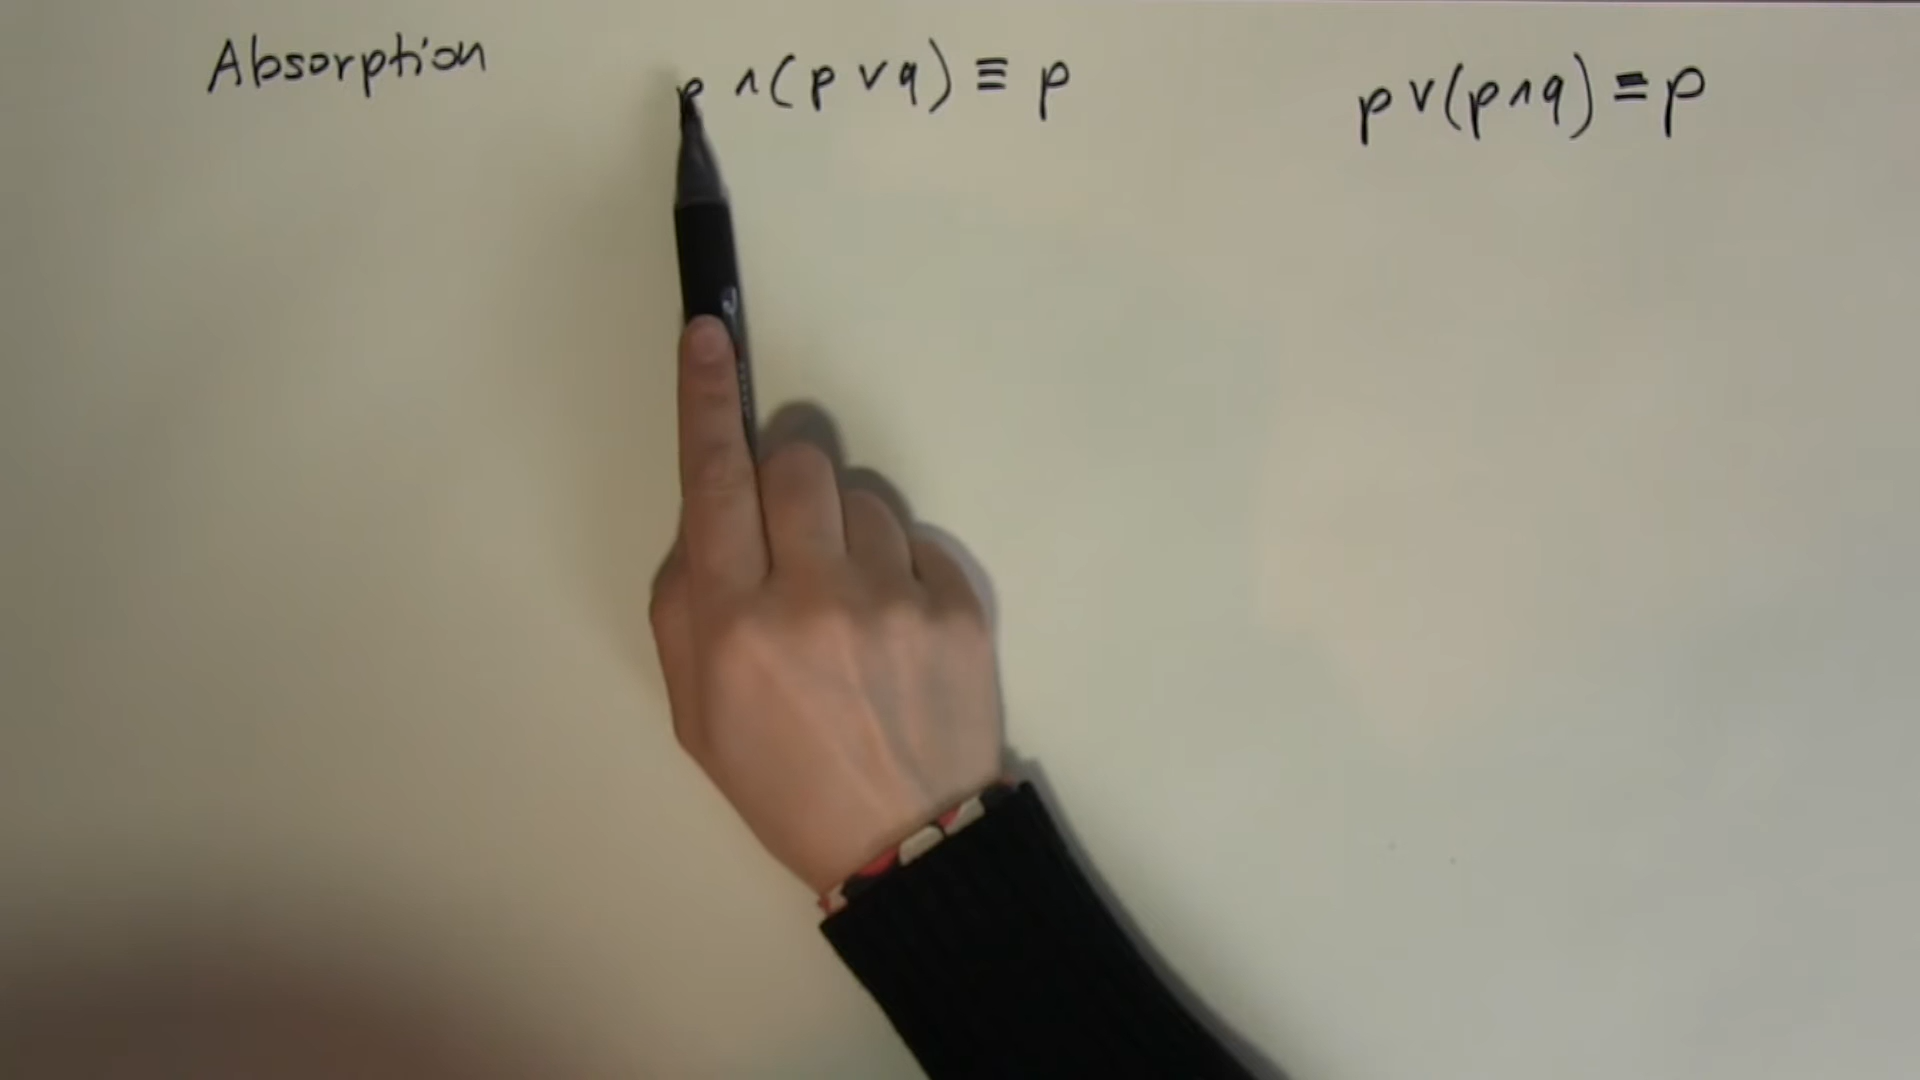 Absorption p ∧ (p ∨ q) ≡ p p ∨ (p ∧ q) ≡ p